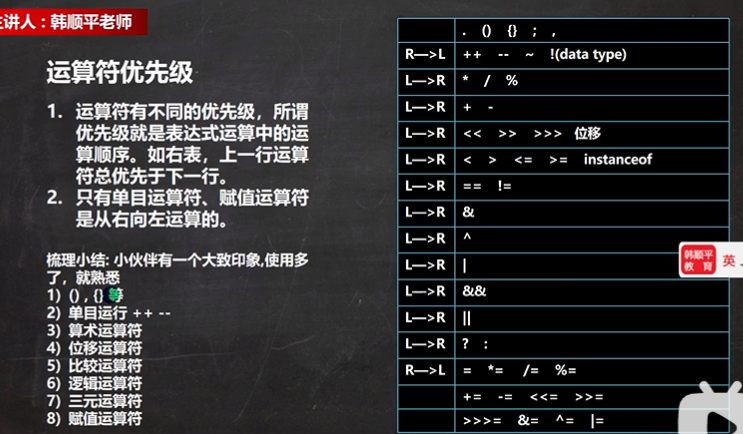 主讲人：韩顺平老师
运算符优先级
1. 运算符有不同的优先级，所谓
优先级就是表达式运算中的运
算顺序。如右表，上一行运算
符总优先于下一行。
2. 只有单目运算符、赋值运算符
是从右向左运算的。
梳理小结: 小伙伴有一个大致印象,使用多
了，就熟悉
1) () , {} 等
2) 单目运行 ++ --
3) 算术运算符
4) 位移运算符
5) 比较运算符
6) 逻辑运算符
7) 三元运算符
8) 赋值运算符
. () {} ; ,
R—>L ++ -- ~ !(data type)
L—>R * / %
L—>R + -
L—>R << >> >>> 位移
L—>R < > <= >= instanceof
L—>R == !=
L—>R &
L—>R ^
L—>R |
L—>R &&
L—>R ||
L—>R ? :
R—>L = *= /= %=
+= -= <<= >>=
>>>= &= ^= |=
韩顺平
教育
英